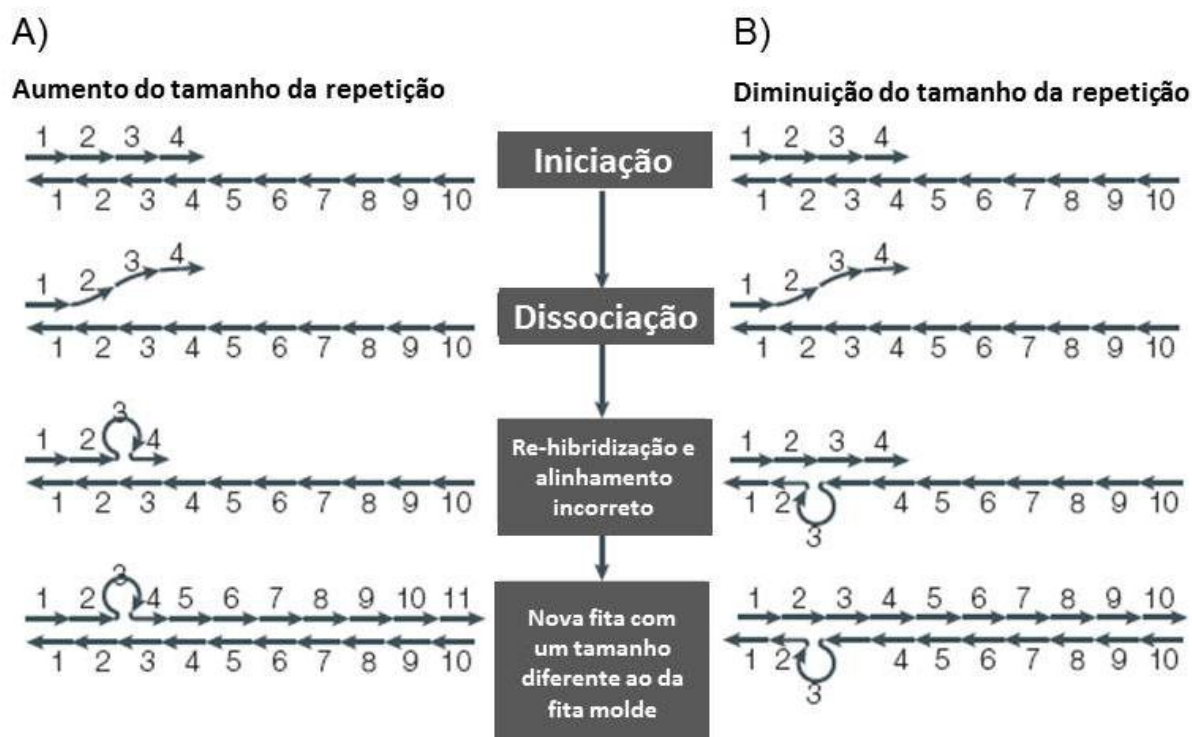 A)
Aumento do tamanho da repetição
1 2 3 4
1 2 3 4 5 6 7 8 9 10
1 2 3 4
1 2 3 4 5 6 7 8 9 10
1 2 3 4
1 2 3 4 5 6 7 8 9 10
1 2 3 4 5 6 7 8 9 10 11
1 2 3 4 5 6 7 8 9 10
Iniciação
Dissociação
Re-hibridização e
alinhamento
incorreto
Nova fita com
um tamanho
diferente ao da
fita molde
B)
Diminuição do tamanho da repetição
1 2 3 4
1 2 3 4 5 6 7 8 9 10
1 2 3 4
1 2 3 4 5 6 7 8 9 10
1 2 3 4
1 2 3 4 5 6 7 8 9 10
1 2 3 4 5 6 7 8 9 10
1 2 3 4 5 6 7 8 9 10